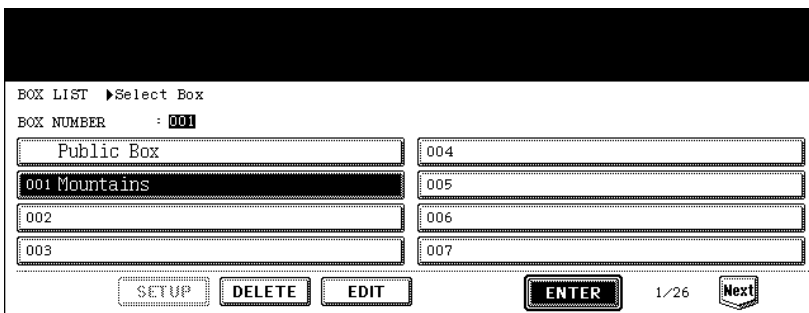 BOX LIST ▶Select Box
BOX NUMBER : 001
Public Box
001 Mountains
002
003
004
005
006
007
SETUP DELETE EDIT ENTER 1/26 Next